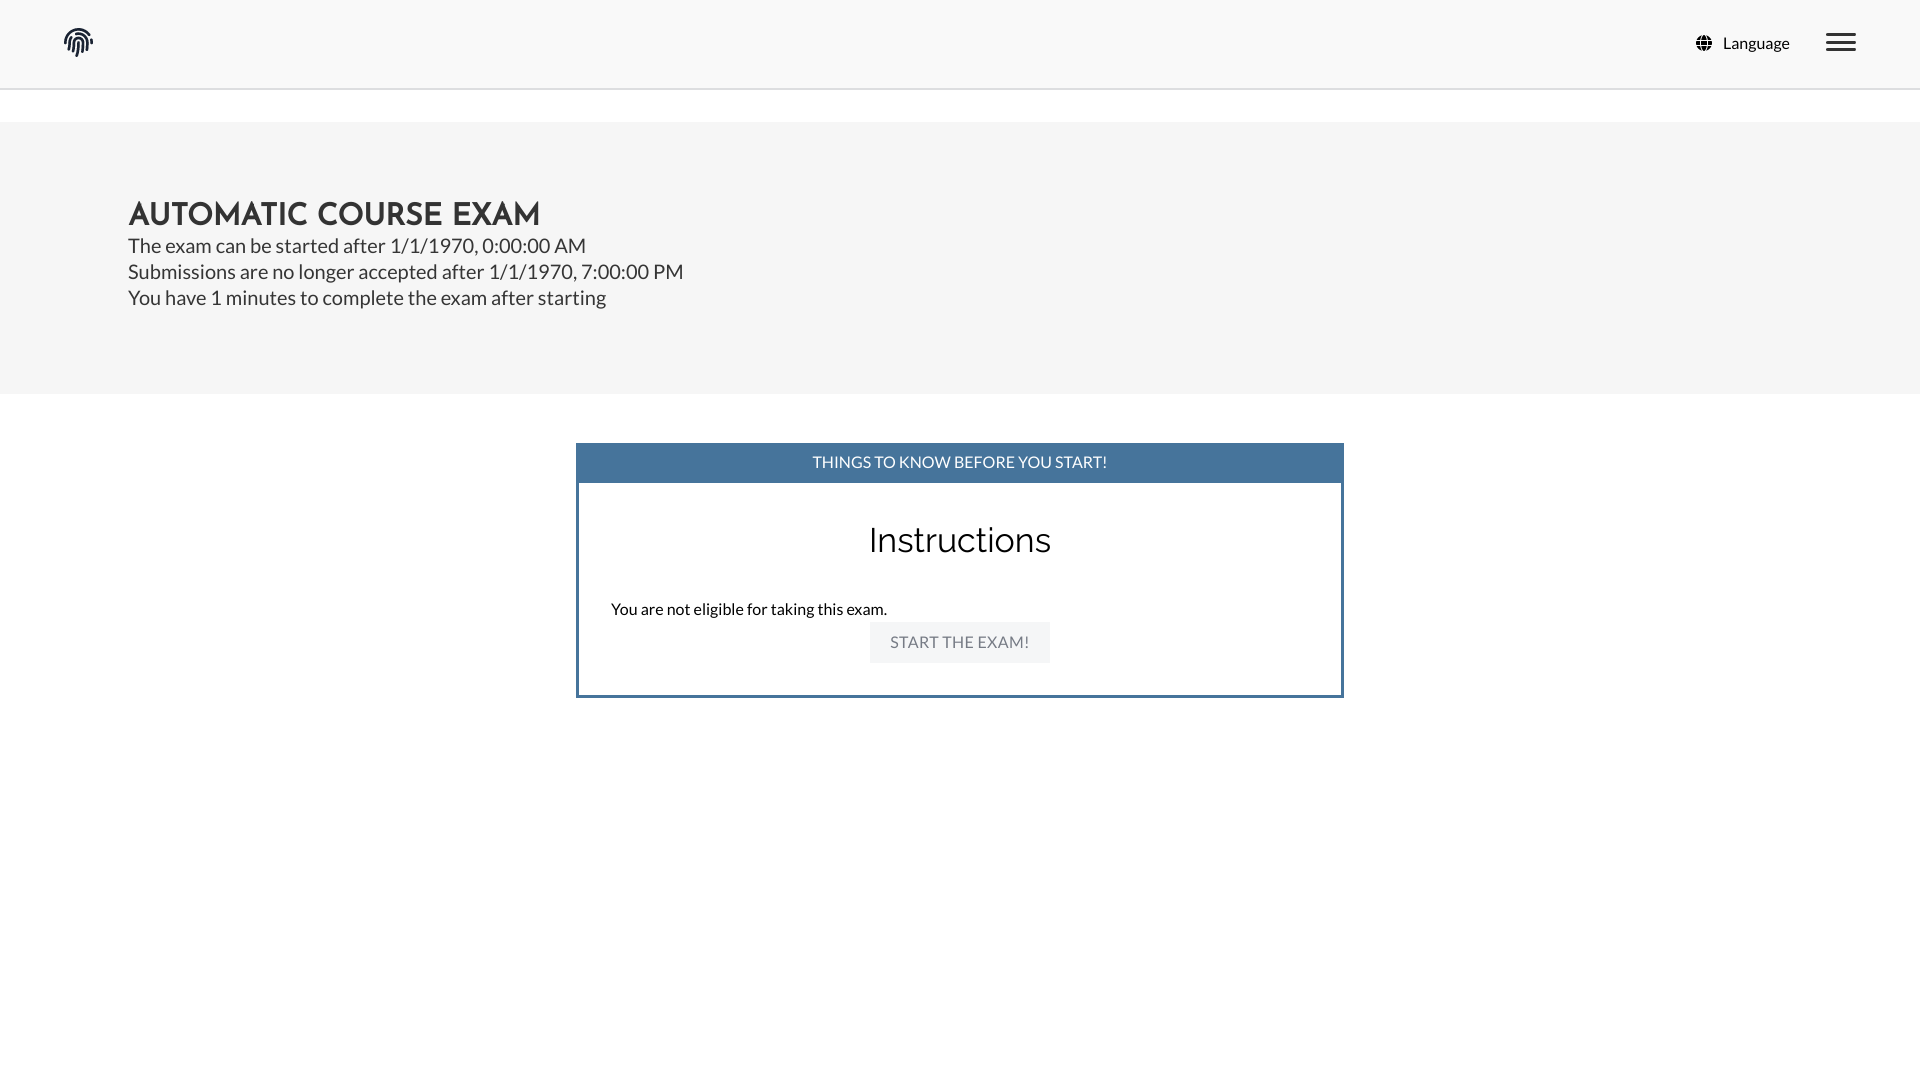 Language
AUTOMATIC COURSE EXAM
The exam can be started after 1/1/1970, 0:00:00 AM
Submissions are no longer accepted after 1/1/1970, 7:00:00 PM
You have 1 minutes to complete the exam after starting
THINGS TO KNOW BEFORE YOU START!
Instructions
You are not eligible for taking this exam.
START THE EXAM!